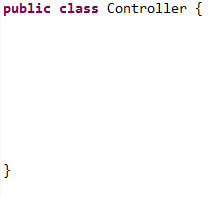 public class Controller {
}